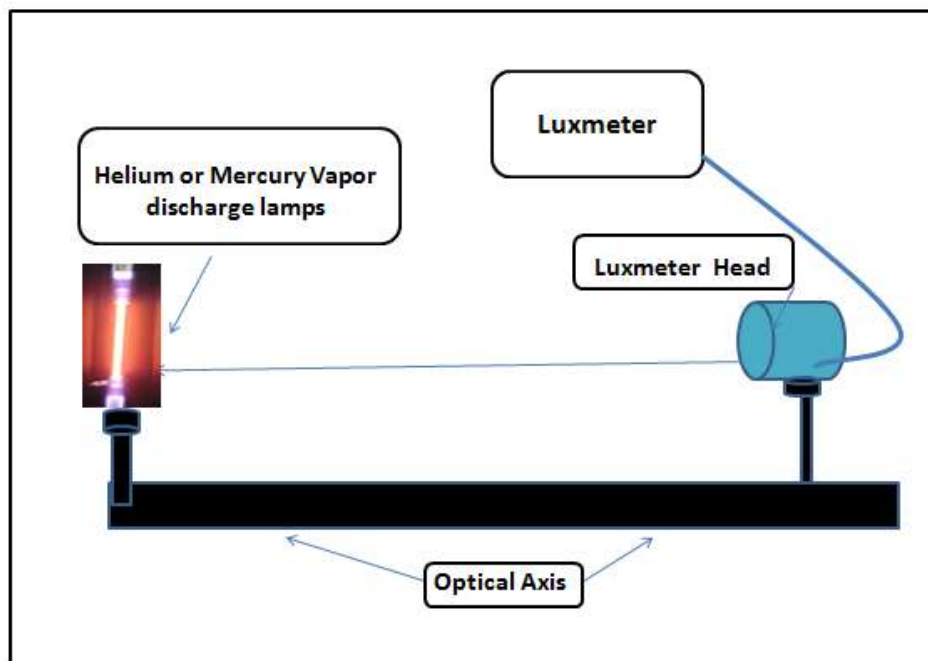 Luxmeter
Helium or Mercury Vapor
discharge lamps
Luxmeter Head
Optical Axis